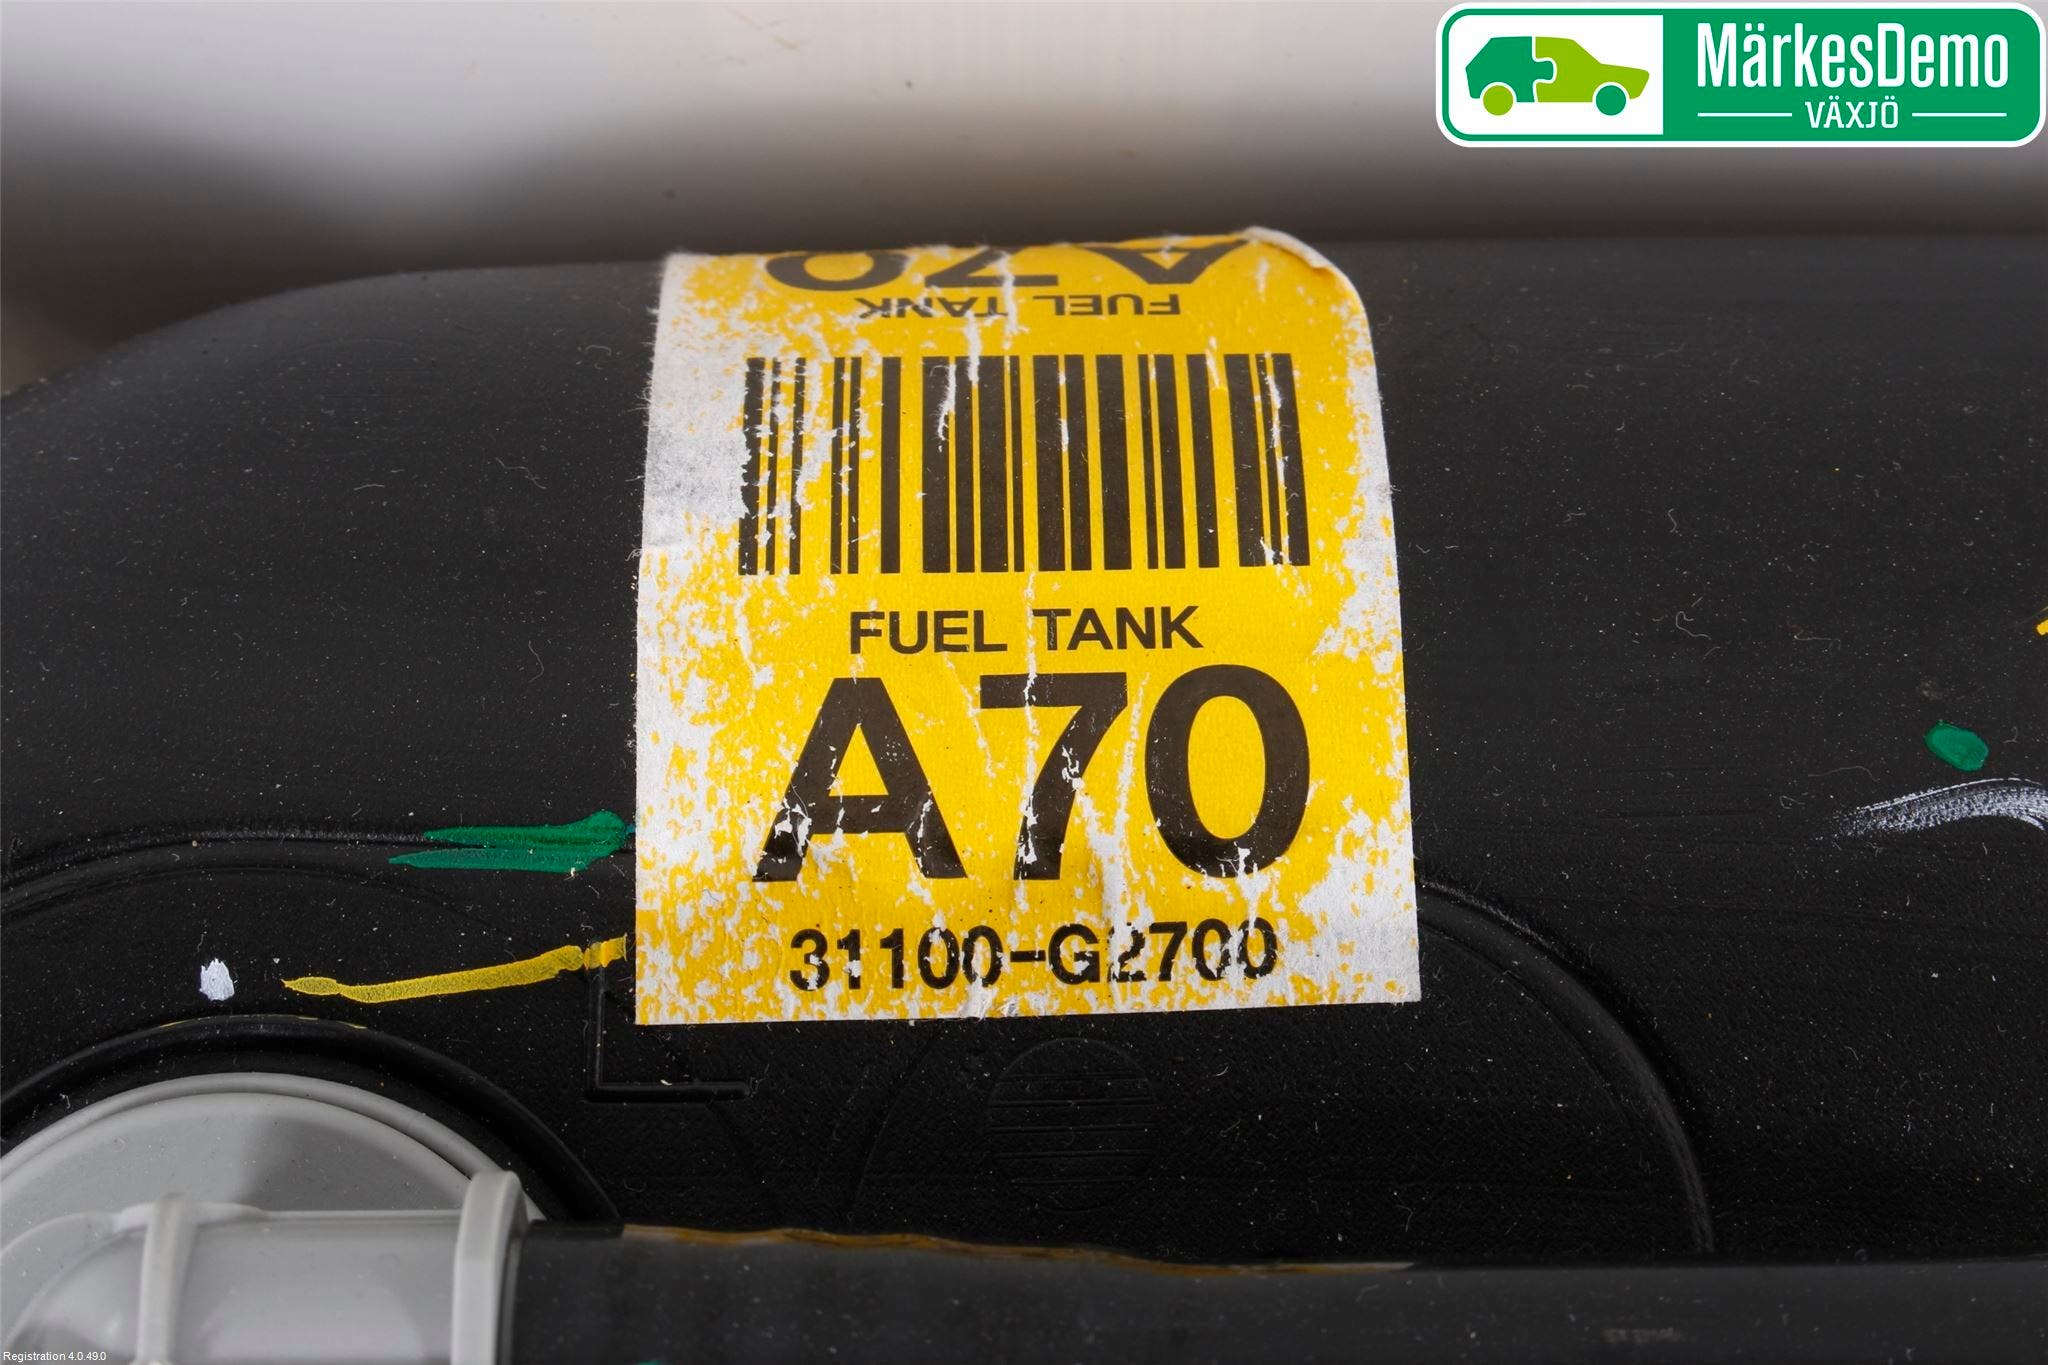 MärkesDemo
VÄXJÖ
A70
FUEL TANK
FUEL TANK
A70
31100-G2700
Registration 4.0.49.0